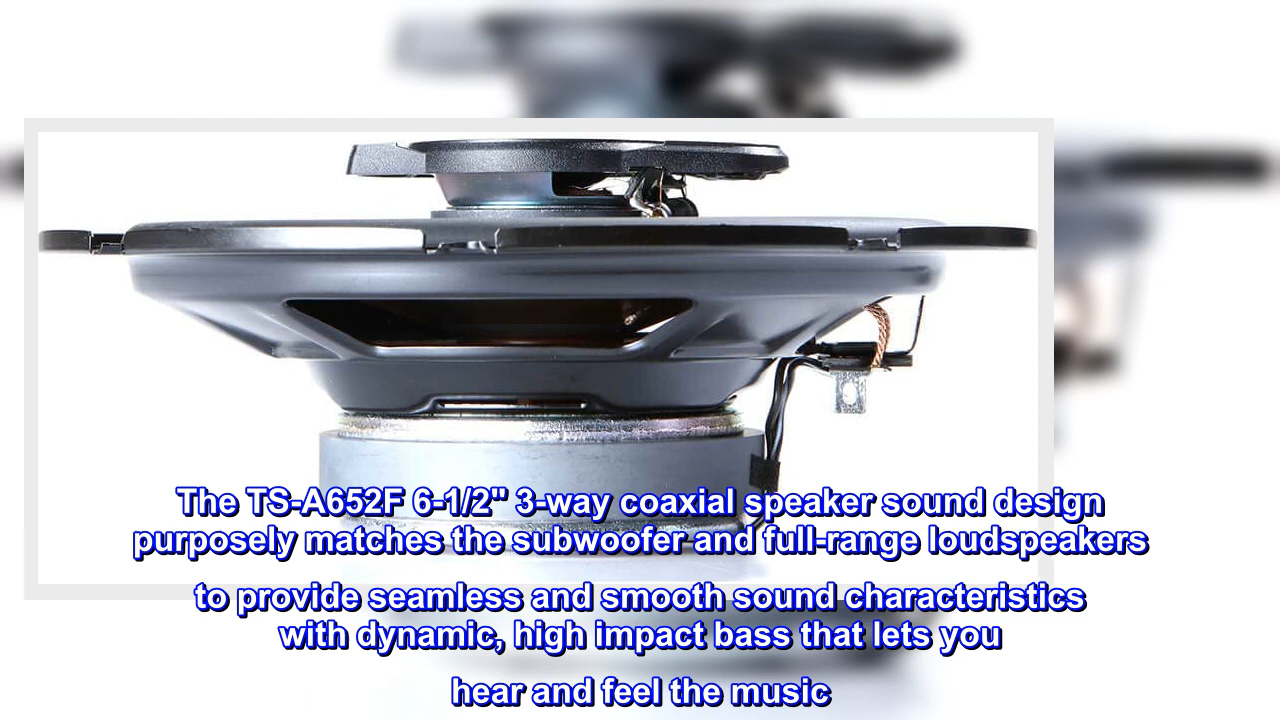 The TS-A652F 6-1/2" 3-way coaxial speaker sound design
purposely matches the subwoofer and full-range loudspeakers
to provide seamless and smooth sound characteristics
with dynamic, high impact bass that lets you
hear and feel the music